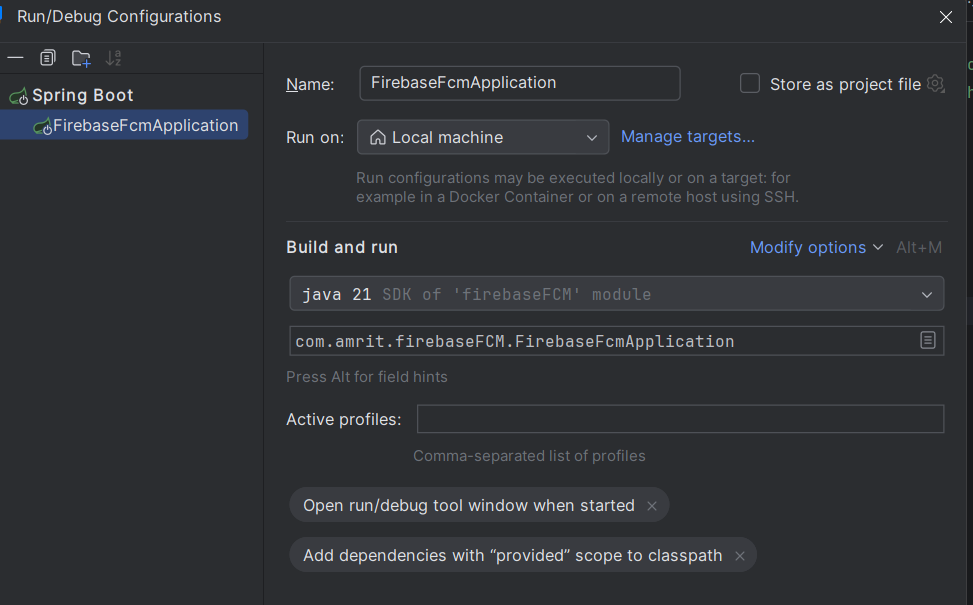 Run/Debug Configurations
Spring Boot
FirebaseFcmApplication
Name: FirebaseFcmApplication Store as project file
Run on: Local machine Manage targets...
Run configurations may be executed locally or on a target: for
example in a Docker Container or on a remote host using SSH.
Build and run Modify options Alt+M
java 21 SDK of 'firebaseFCM' module
com.amrit.firebaseFCM.FirebaseFcmApplication
Press Alt for field hints
Active profiles:
Comma-separated list of profiles
Open run/debug tool window when started
Add dependencies with “provided” scope to classpath